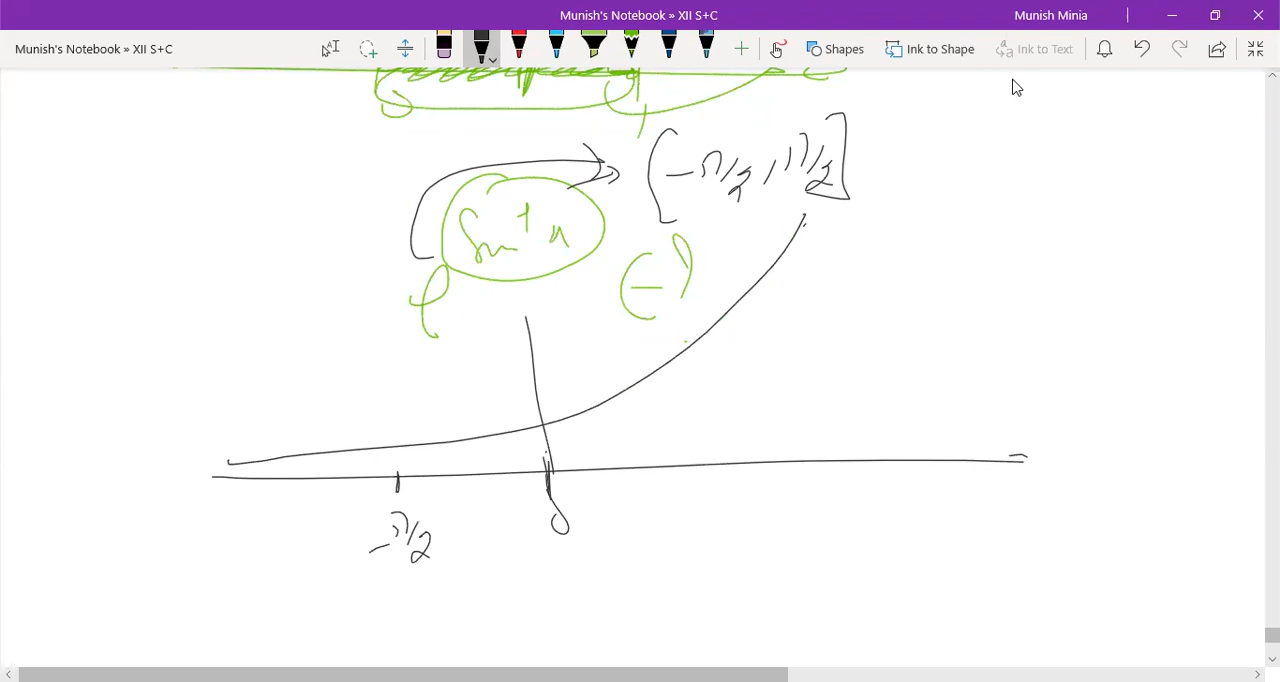 Munish's Notebook » XII S+C
Munish Minia
Munish's Notebook » XII S+C
A
Shapes
Ink to Shape
Ink to Text
[-π/2, π/2]
e^{sin⁻¹x}
(-)
-π/2
0